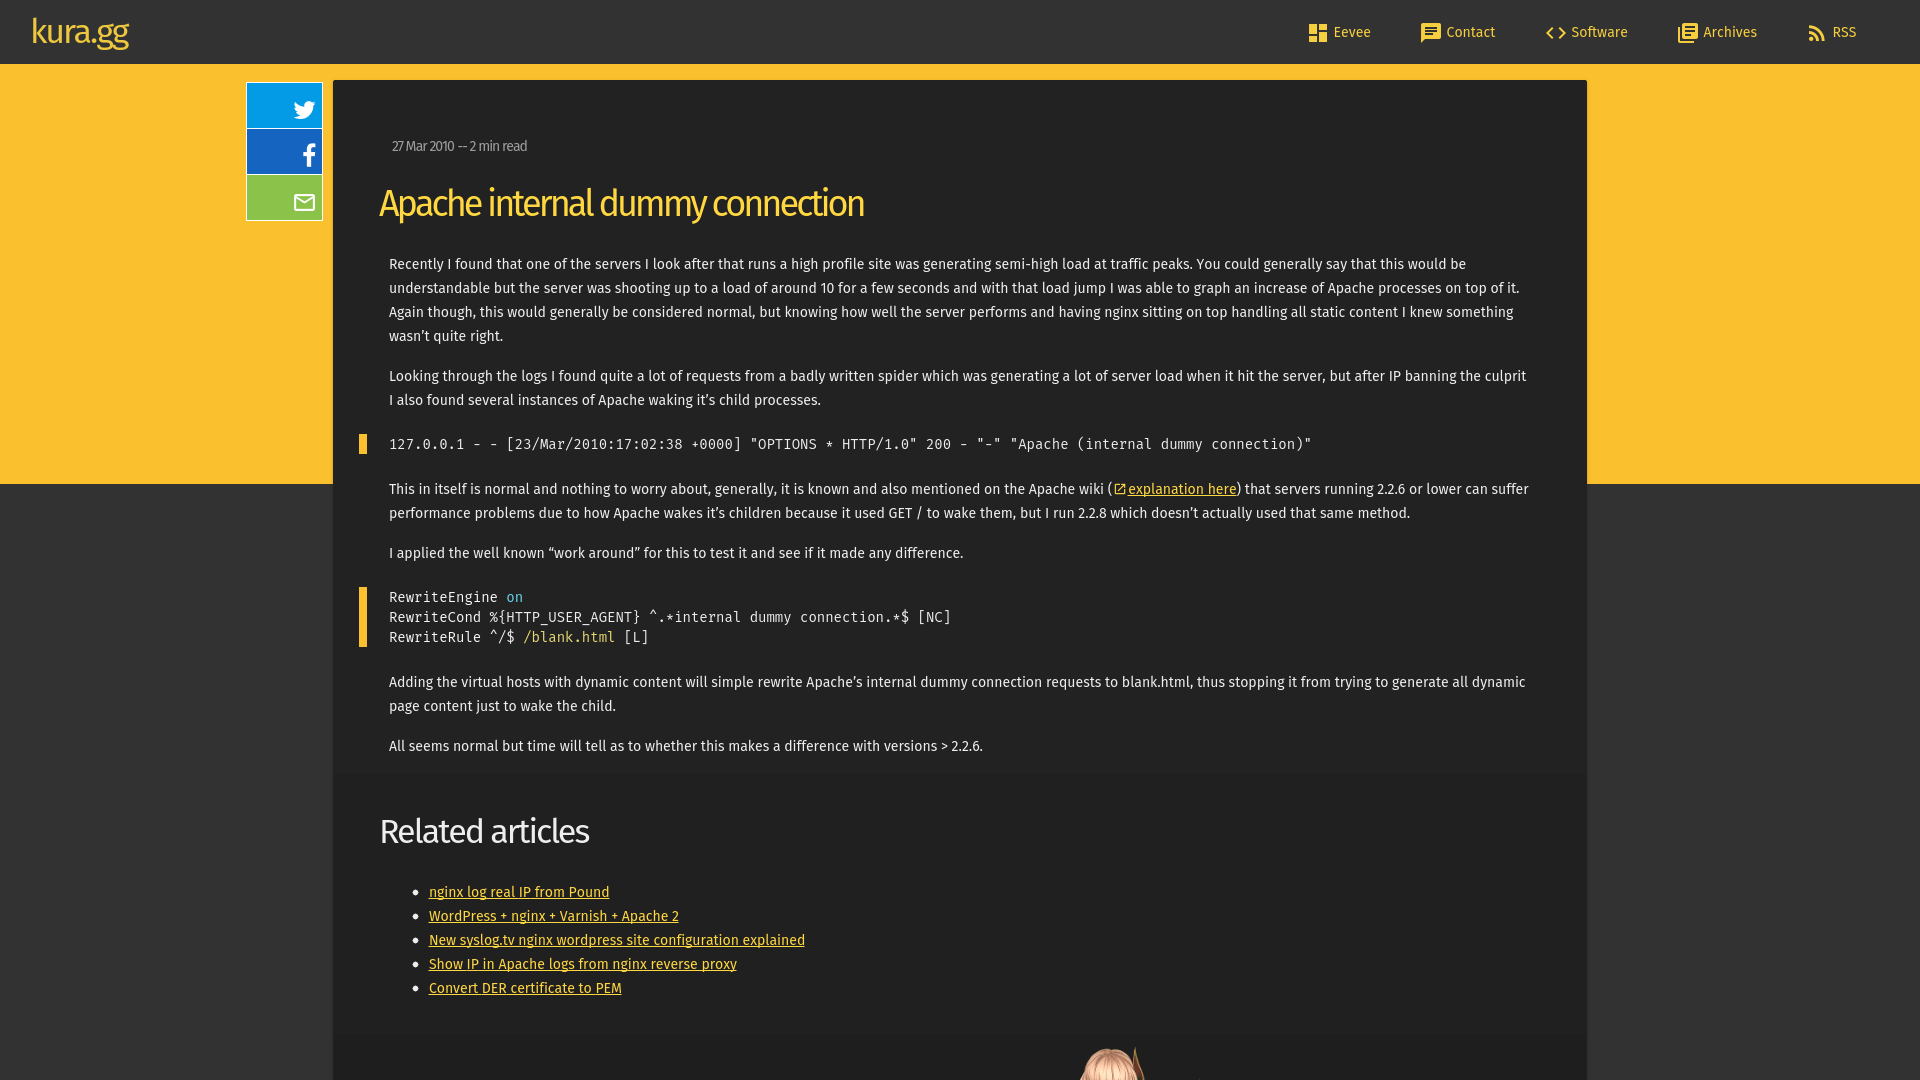 kura.gg
Eevee
Contact
Software
Archives
RSS
27 Mar 2010 -- 2 min read
Apache internal dummy connection
Recently I found that one of the servers I look after that runs a high profile site was generating semi-high load at traffic peaks. You could generally say that this would be
understandable but the server was shooting up to a load of around 10 for a few seconds and with that load jump I was able to graph an increase of Apache processes on top of it.
Again though, this would generally be considered normal, but knowing how well the server performs and having nginx sitting on top handling all static content I knew something
wasn’t quite right.
Looking through the logs I found quite a lot of requests from a badly written spider which was generating a lot of server load when it hit the server, but after IP banning the culprit
I also found several instances of Apache waking it’s child processes.
127.0.0.1 - - [23/Mar/2010:17:02:38 +0000] "OPTIONS * HTTP/1.0" 200 - "-" "Apache (internal dummy connection)"
This in itself is normal and nothing to worry about, generally, it is known and also mentioned on the Apache wiki (explanation here) that servers running 2.2.6 or lower can suffer
performance problems due to how Apache wakes it’s children because it used GET / to wake them, but I run 2.2.8 which doesn’t actually used that same method.
I applied the well known “work around” for this to test it and see if it made any difference.
RewriteEngine on
RewriteCond %{HTTP_USER_AGENT} ^.*internal dummy connection.*$ [NC]
RewriteRule ^/$ /blank.html [L]
Adding the virtual hosts with dynamic content will simple rewrite Apache’s internal dummy connection requests to blank.html, thus stopping it from trying to generate all dynamic
page content just to wake the child.
All seems normal but time will tell as to whether this makes a difference with versions > 2.2.6.
Related articles
nginx log real IP from Pound
WordPress + nginx + Varnish + Apache 2
New syslog.tv nginx wordpress site configuration explained
Show IP in Apache logs from nginx reverse proxy
Convert DER certificate to PEM